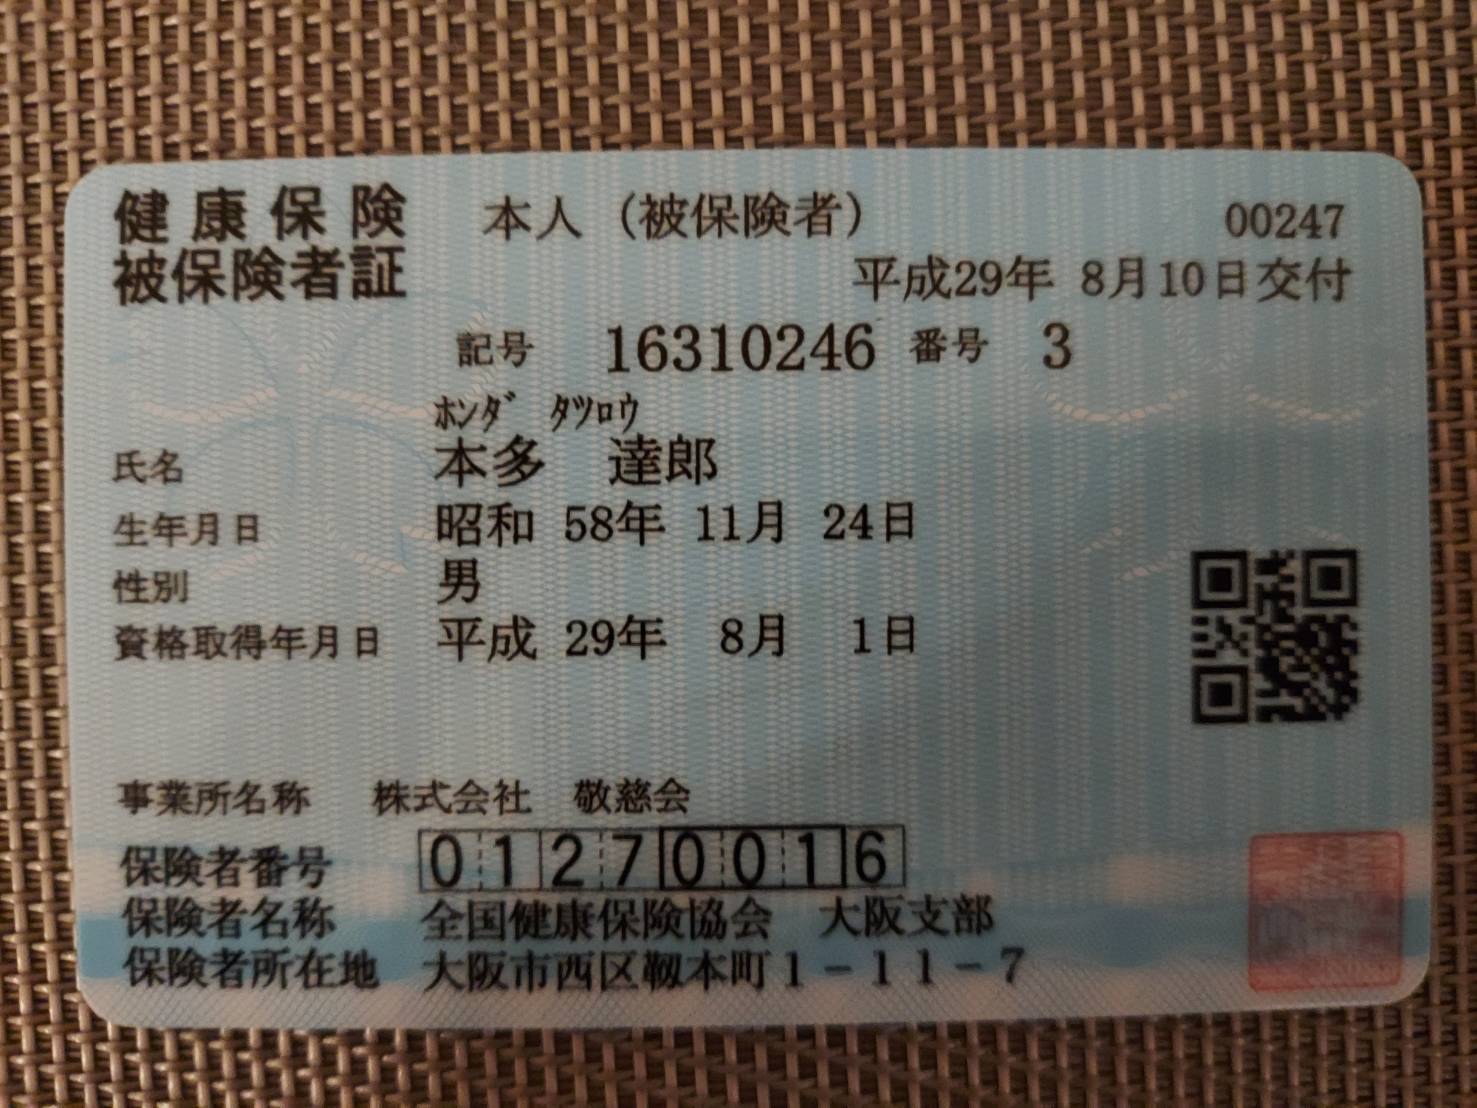 健康保険 本人（被保険者） 00247
被保険者証 平成29年 8月10日交付
記号 16310246 番号 3
ﾎﾝﾀﾞ ﾀﾂﾛｳ
氏名 本多 達郎
生年月日 昭和 58年 11月 24日
性別 男
資格取得年月日 平成 29年 8月 1日
事業所名称 株式会社 敬慈会
保険者番号 01270016
保険者名称 全国健康保険協会 大阪支部
保険者所在地 大阪市西区靱本町1－11－7